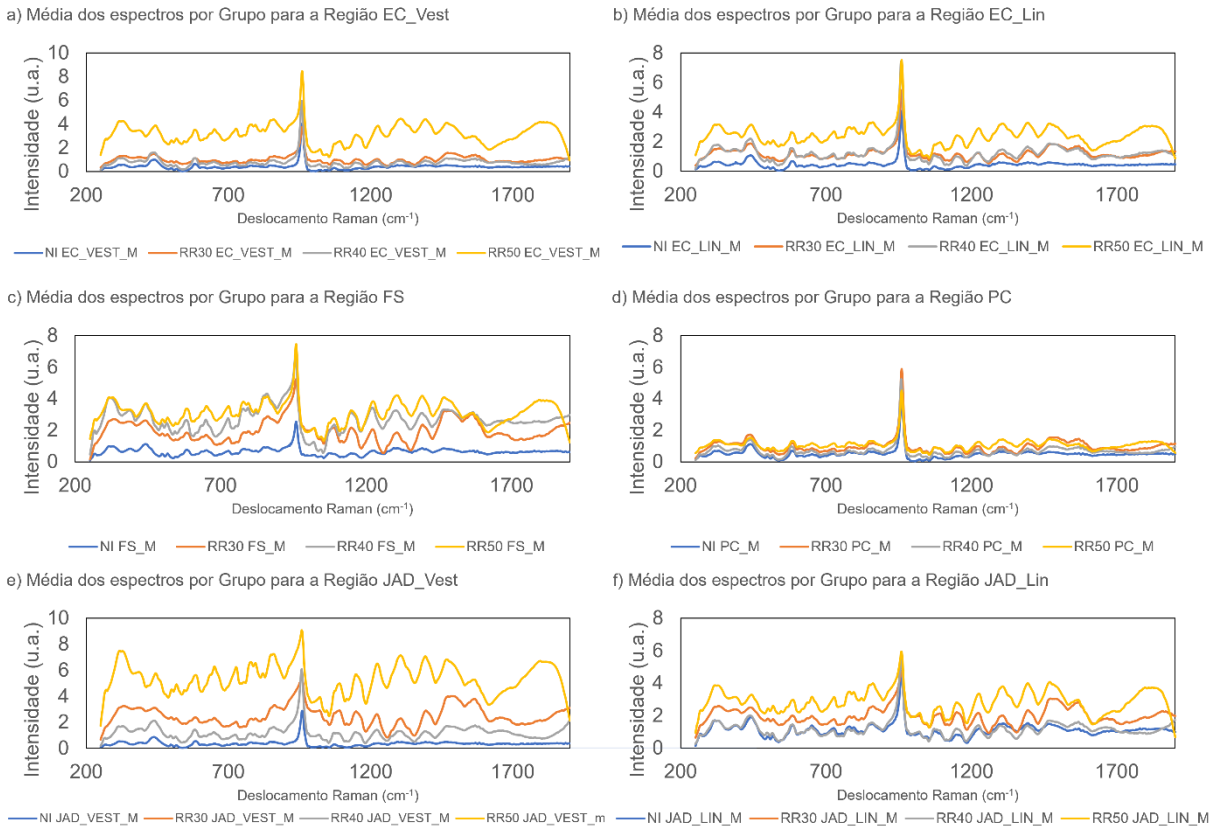 a) Média dos espectros por Grupo para a Região EC_Vest
Intensidade (u.a.)
10
8
6
4
2
0
200 700 1200 1700
Deslocamento Raman (cm-1)
NI EC_VEST_M RR30 EC_VEST_M RR40 EC_VEST_M RR50 EC_VEST_M
b) Média dos espectros por Grupo para a Região EC_Lin
Intensidade (u.a.)
8
6
4
2
0
200 700 1200 1700
Deslocamento Raman (cm-1)
NI EC_LIN_M RR30 EC_LIN_M RR40 EC_LIN_M RR50 EC_LIN_M
c) Média dos espectros por Grupo para a Região FS
Intensidade (u.a.)
8
6
4
2
0
200 700 1200 1700
Deslocamento Raman (cm-1)
NI FS_M RR30 FS_M RR40 FS_M RR50 FS_M
d) Média dos espectros por Grupo para a Região PC
Intensidade (u.a.)
8
6
4
2
0
200 700 1200 1700
Deslocamento Raman (cm-1)
NI PC_M RR30 PC_M RR40 PC_M RR50 PC_M
e) Média dos espectros por Grupo para a Região JAD_Vest
Intensidade (u.a.)
10
8
6
4
2
0
200 700 1200 1700
Deslocamento Raman (cm-1)
NI JAD_VEST_M RR30 JAD_VEST_M RR40 JAD_VEST_M RR50 JAD_VEST_m
f) Média dos espectros por Grupo para a Região JAD_Lin
Intensidade (u.a.)
8
6
4
2
0
200 700 1200 1700
Deslocamento Raman (cm-1)
NI JAD_LIN_M RR30 JAD_LIN_M RR40 JAD_LIN_M RR50 JAD_LIN_M